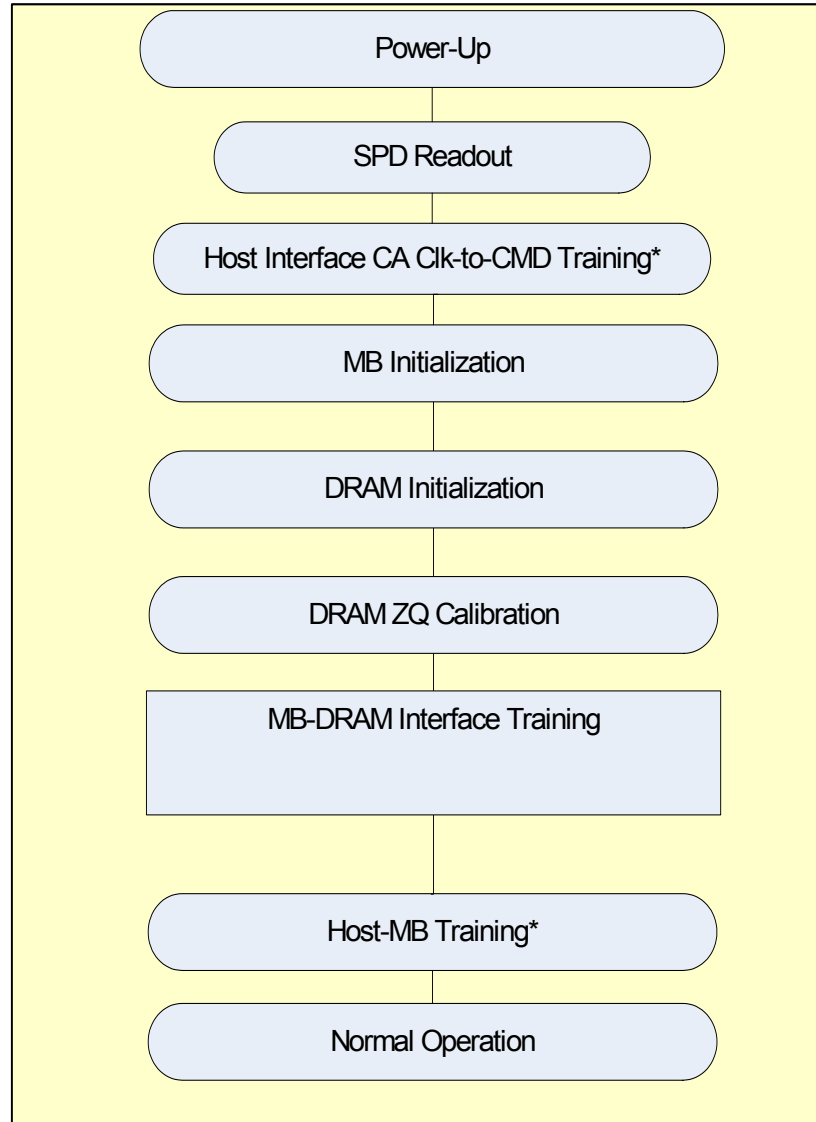 Power-Up
SPD Readout
Host Interface CA Clk-to-CMD Training*
MB Initialization
DRAM Initialization
DRAM ZQ Calibration
MB-DRAM Interface Training
Host-MB Training*
Normal Operation